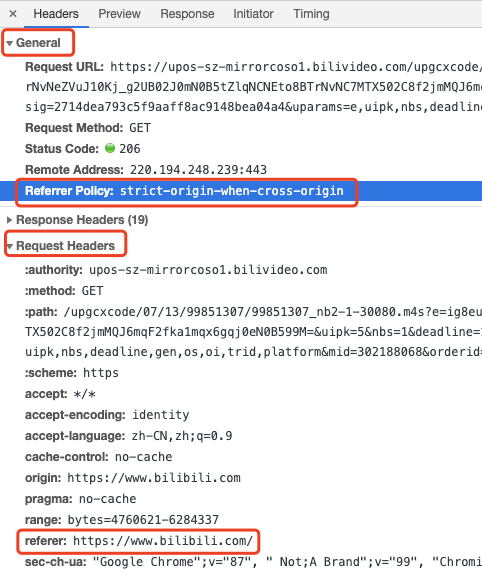 × Headers Preview Response Initiator Timing
General
Request URL: https://upos-sz-mirrorcoso1.bilivideo.com/upgcxcode/
rNvNeZVuJ10Kj_g2UB02J0mN0B5tZlqNCNEto8BTrNvNC7MTX502C8f2jmMQJ6m
sig=2714dea793c5f9aaff8ac9148bea04a4&uparams=e,uipk,nbs,deadline
Request Method: GET
Status Code: 206
Remote Address: 220.194.248.239:443
Referrer Policy: strict-origin-when-cross-origin
Response Headers (19)
Request Headers
:authority: upos-sz-mirrorcoso1.bilivideo.com
:method: GET
:path: /upgcxcode/07/13/99851307/99851307_nb2-1-30080.m4s?e=ig8eu
TX502C8f2jmMQJ6mqF2fka1mqx6gqj0eN0B599M=&uipk=5&nbs=1&deadline=
uipk,nbs,deadline,gen,os,oi,trid,platform&mid=302188068&orderid=
:scheme: https
accept: */*
accept-encoding: identity
accept-language: zh-CN,zh;q=0.9
cache-control: no-cache
origin: https://www.bilibili.com
pragma: no-cache
range: bytes=4760621-6284337
referer: https://www.bilibili.com/
sec-ch-ua: "Google Chrome";v="87", " Not;A Brand";v="99", "Chromi